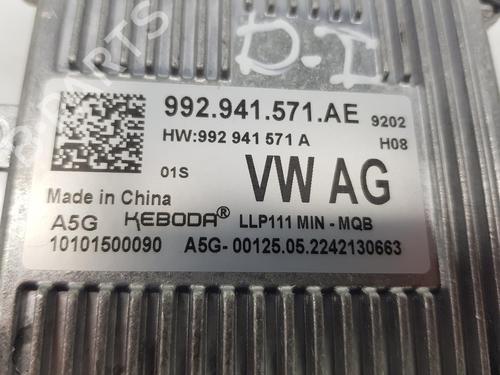 D-I
992.941.571.AE 9202
HW:992 941 571 A H08
01S VW AG
Made in China
A5G KEBODA® LLP111 MIN - MQB
10101500090 A5G- 00125.05.2242130663